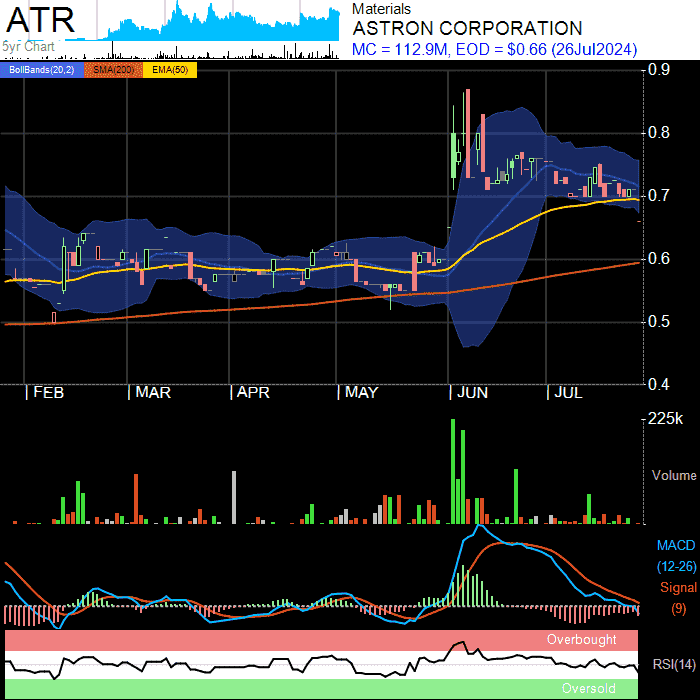 ATR
5yr Chart
Materials
ASTRON CORPORATION
MC = 112.9M, EOD = $0.66 (26Jul2024)
BollBands(20,2) SMA(200) EMA(50)
0.9
0.8
0.7
0.6
0.5
0.4
FEB MAR APR MAY JUN JUL
225k
Volume
MACD
(12-26)
Signal
(9)
Overbought
RSI(14)
Oversold